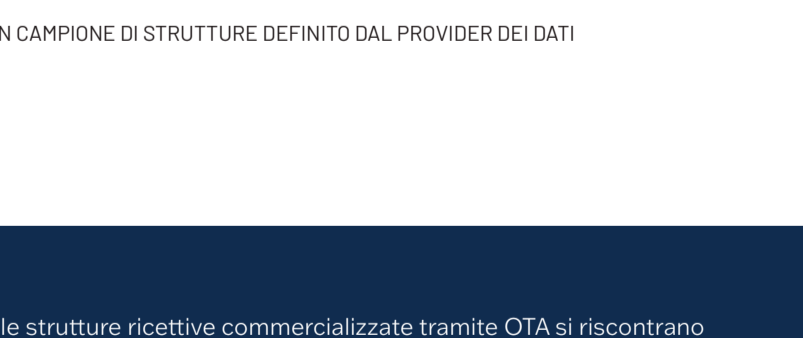 N CAMPIONE DI STRUTTURE DEFINITO DAL PROVIDER DEI DATI
le strutture ricettive commercializzate tramite OTA si riscontrano